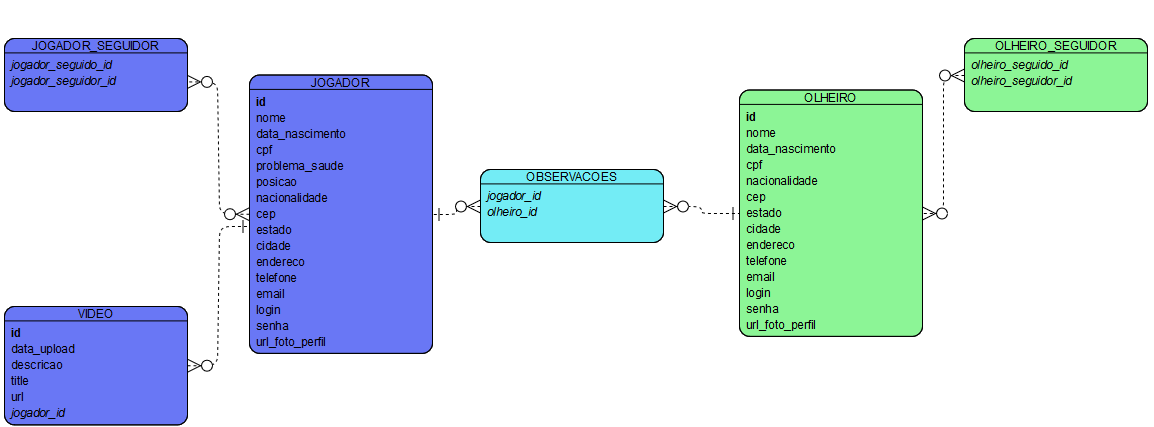 JOGADOR_SEGUIDOR
jogador_seguido_id
jogador_seguidor_id
JOGADOR
id
nome
data_nascimento
cpf
problema_saude
posicao
nacionalidade
cep
estado
cidade
endereco
telefone
email
login
senha
url_foto_perfil
VIDEO
id
data_upload
descricao
title
url
jogador_id
OBSERVACOES
jogador_id
olheiro_id
OLHEIRO
id
nome
data_nascimento
cpf
nacionalidade
cep
estado
cidade
endereco
telefone
email
login
senha
url_foto_perfil
OLHEIRO_SEGUIDOR
olheiro_seguido_id
olheiro_seguidor_id